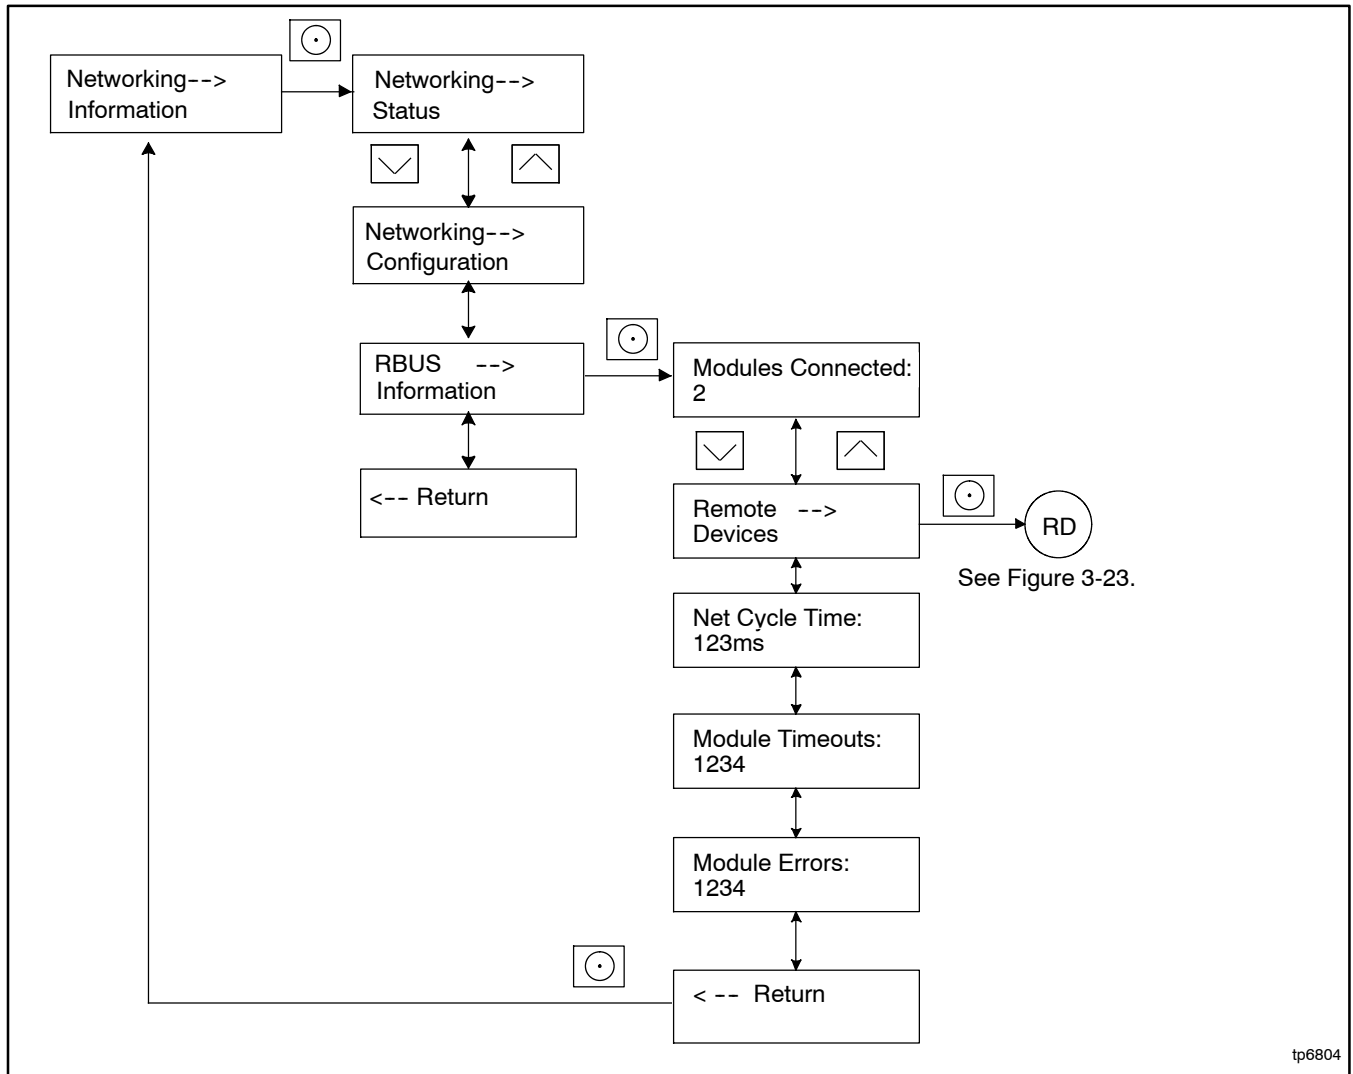 Networking-->
Information
Networking-->
Status
Networking-->
Configuration
RBUS -->
Information
<-- Return
Modules Connected:
2
Remote -->
Devices
RD
See Figure 3-23.
Net Cycle Time:
123ms
Module Timeouts:
1234
Module Errors:
1234
< -- Return
tp6804